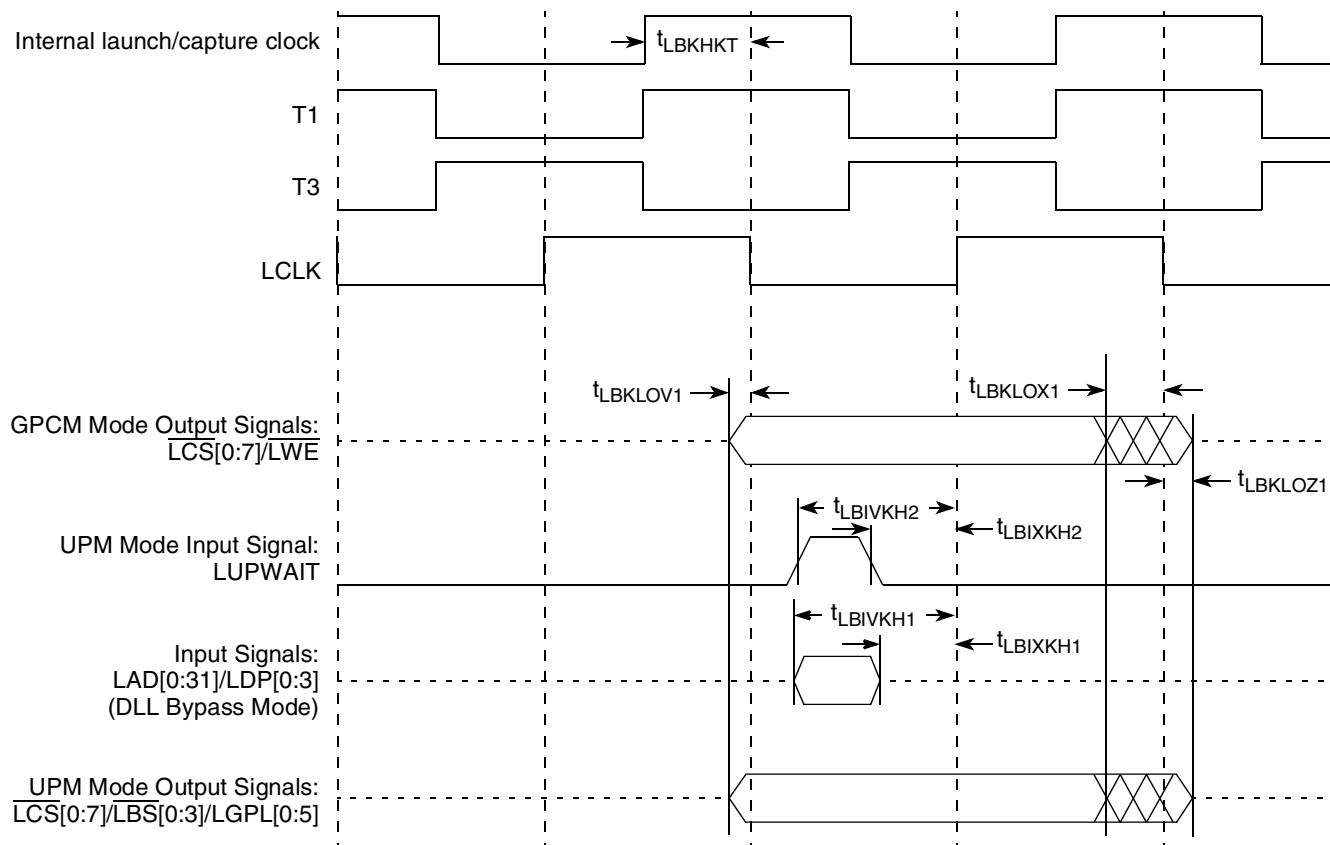 Internal launch/capture clock
tLBKHKT
T1
T3
LCLK
tLBKLOV1
tLBKLOX1
GPCM Mode Output Signals:
LCS[0:7]/LWE
tLBKLOZ1
tLBIVKH2
tLBIXKH2
UPM Mode Input Signal:
LUPWAIT
tLBIVKH1
tLBIXKH1
Input Signals:
LAD[0:31]/LDP[0:3]
(DLL Bypass Mode)
UPM Mode Output Signals:
LCS[0:7]/LBS[0:3]/LGPL[0:5]